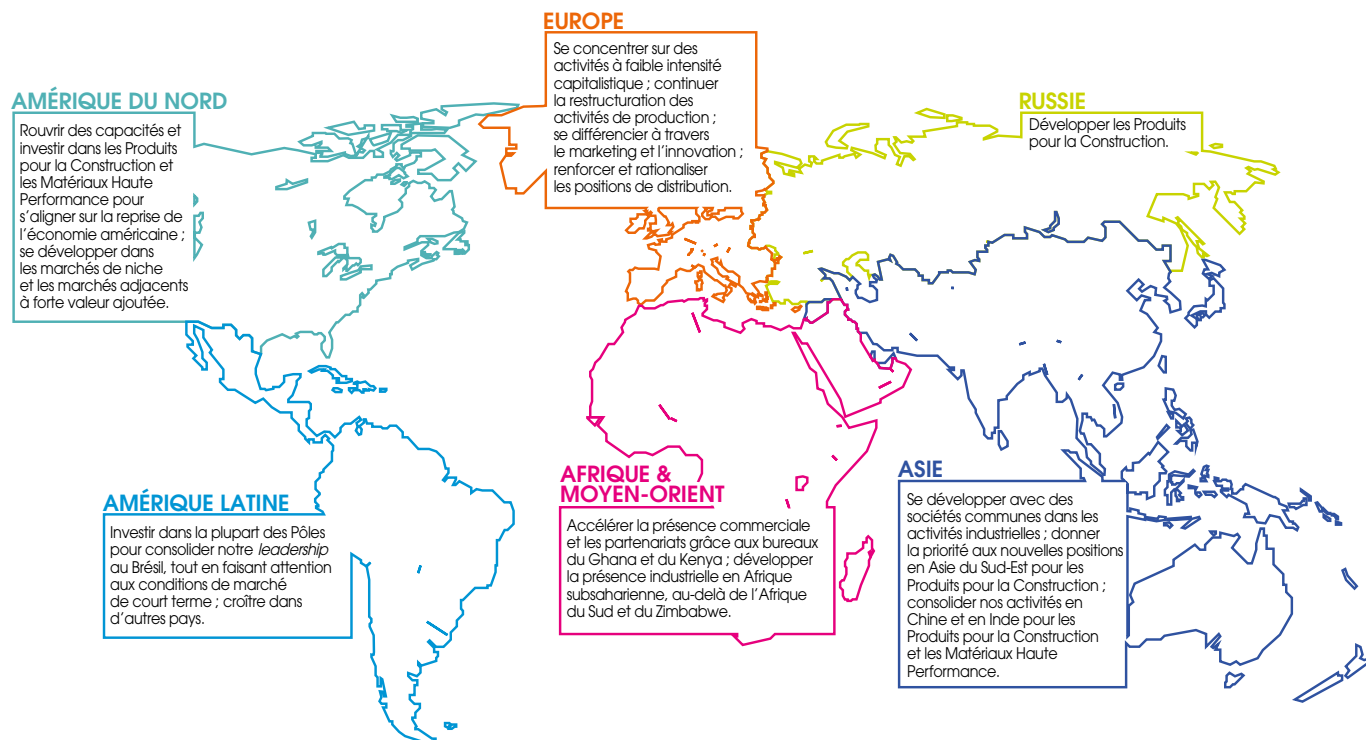 EUROPE
Se concentrer sur des
activités à faible intensité
capitalistique ; continuer
la restructuration des
activités de production ;
se différencier à travers
le marketing et l’innovation ;
renforcer et rationaliser
les positions de distribution.
AMÉRIQUE DU NORD
Rouvrir des capacités et
investir dans les Produits
pour la Construction et
les Matériaux Haute
Performance pour
s’aligner sur la reprise de
l’économie américaine ;
se développer dans
les marchés de niche
et les marchés adjacents
à forte valeur ajoutée.
RUSSIE
Développer les Produits
pour la Construction.
AMÉRIQUE LATINE
Investir dans la plupart des Pôles
pour consolider notre leadership
au Brésil, tout en faisant attention
aux conditions de marché
de court terme ; croître dans
d’autres pays.
AFRIQUE &
MOYEN-ORIENT
Accélérer la présence commerciale
et les partenariats grâce aux bureaux
du Ghana et du Kenya ; développer
la présence industrielle en Afrique
subsaharienne, au-delà de l’Afrique
du Sud et du Zimbabwe.
ASIE
Se développer avec des
sociétés communes dans les
activités industrielles ; donner
la priorité aux nouvelles positions
en Asie du Sud-Est pour les
Produits pour la Construction ;
consolider nos activités en
Chine et en Inde pour les
Produits pour la Construction
et les Matériaux Haute
Performance.